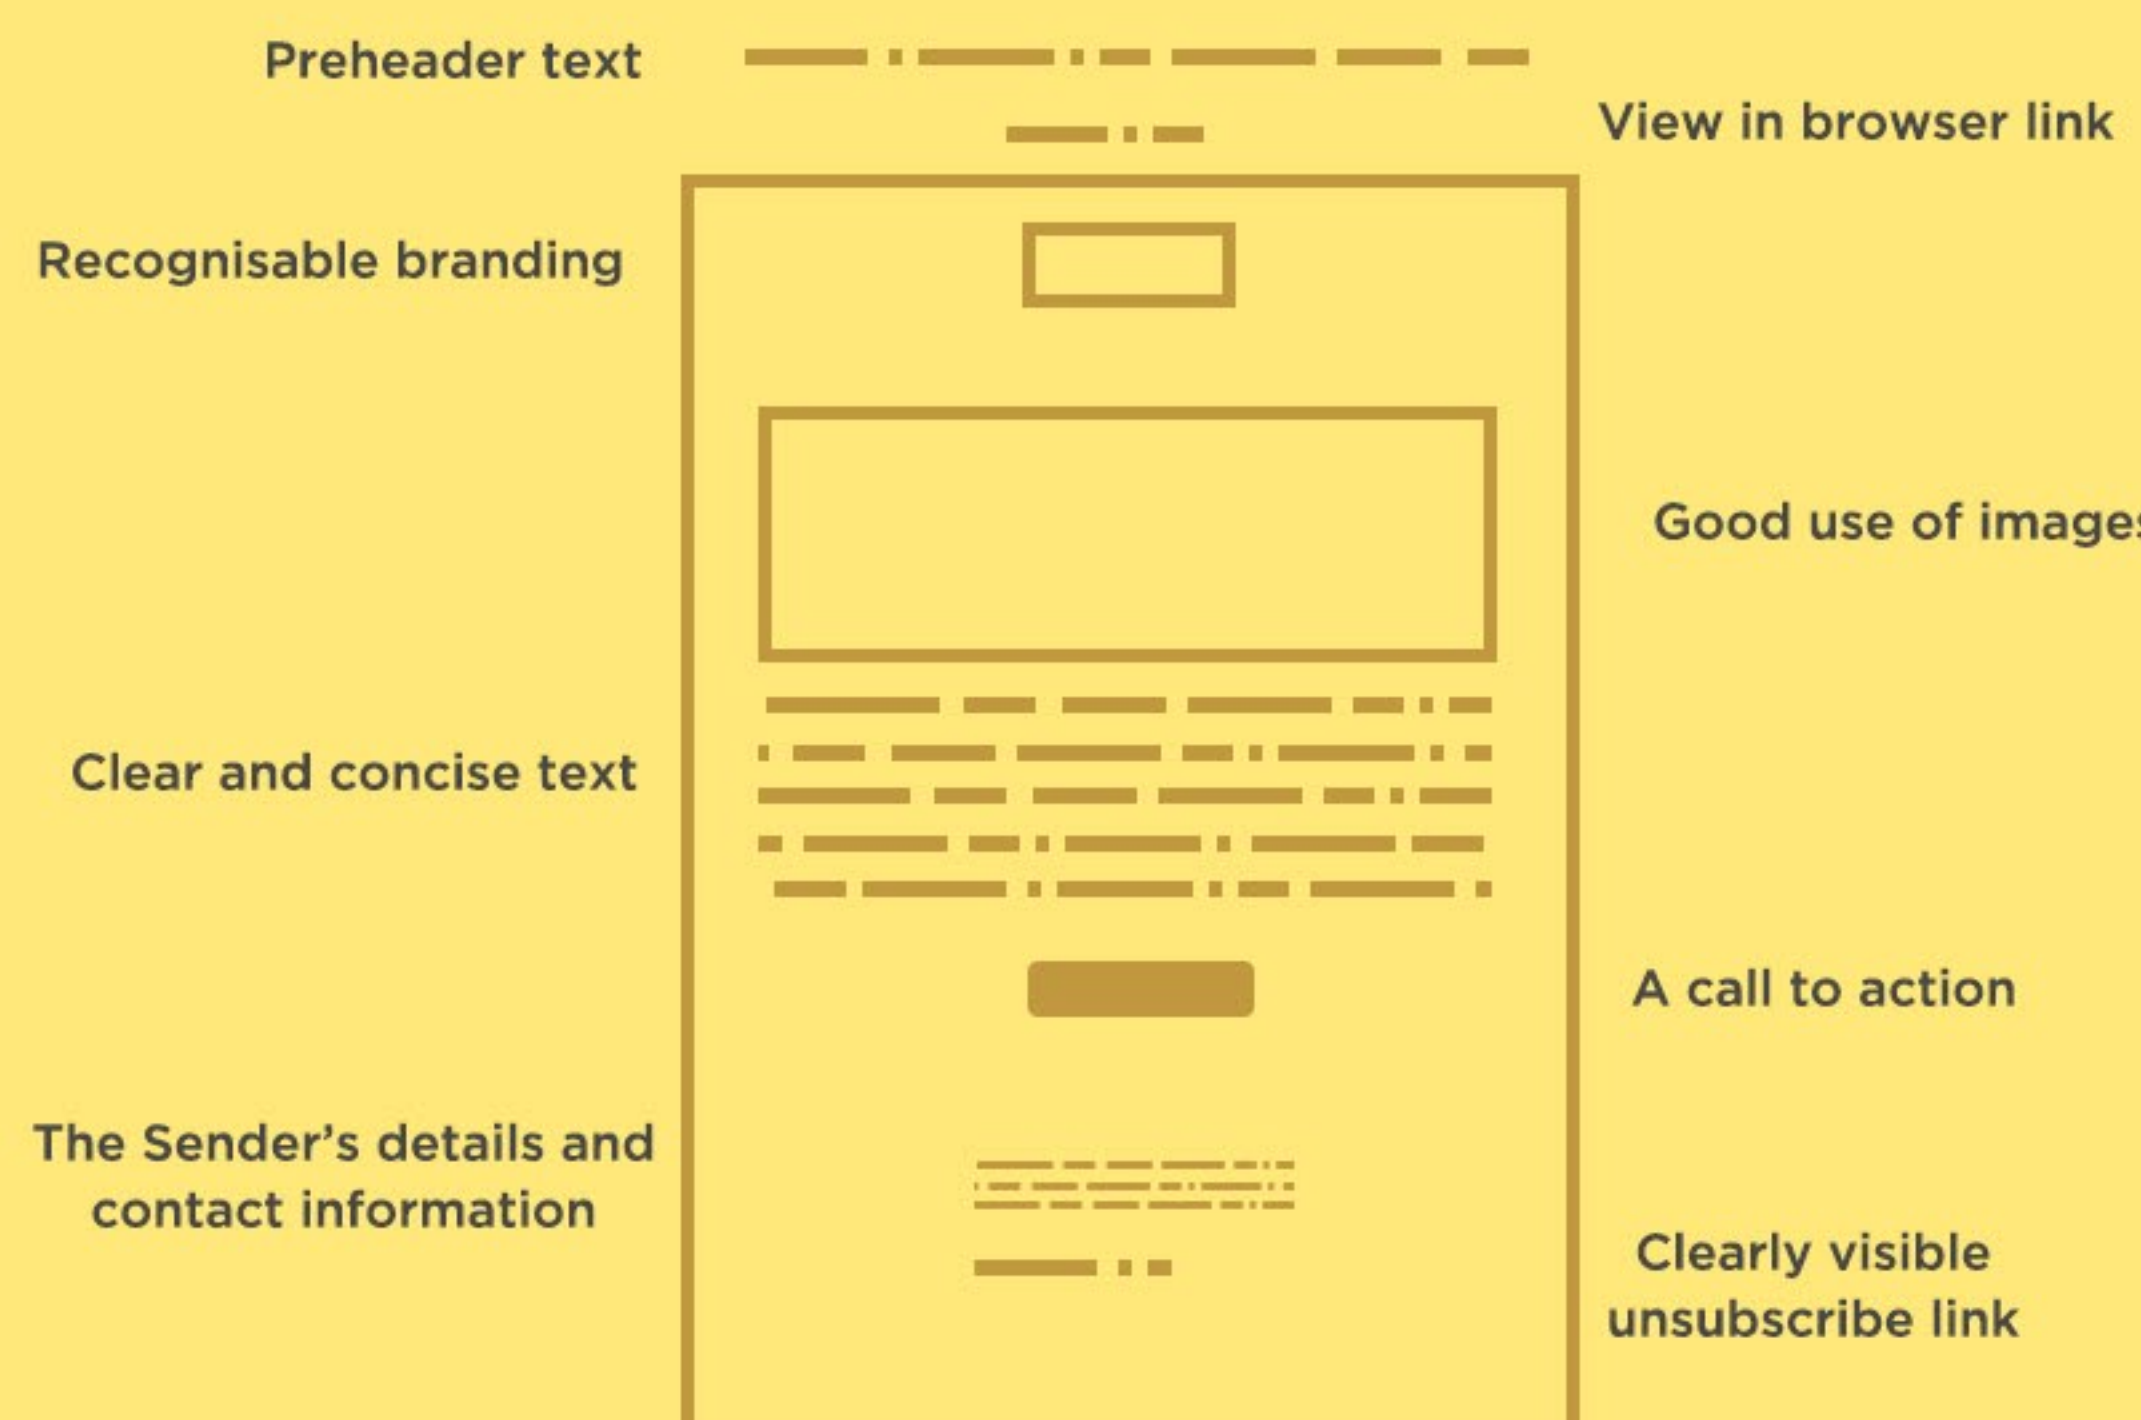 Preheader text
View in browser link
Recognisable branding
Good use of images
Clear and concise text
A call to action
The Sender’s details and
contact information
Clearly visible
unsubscribe link